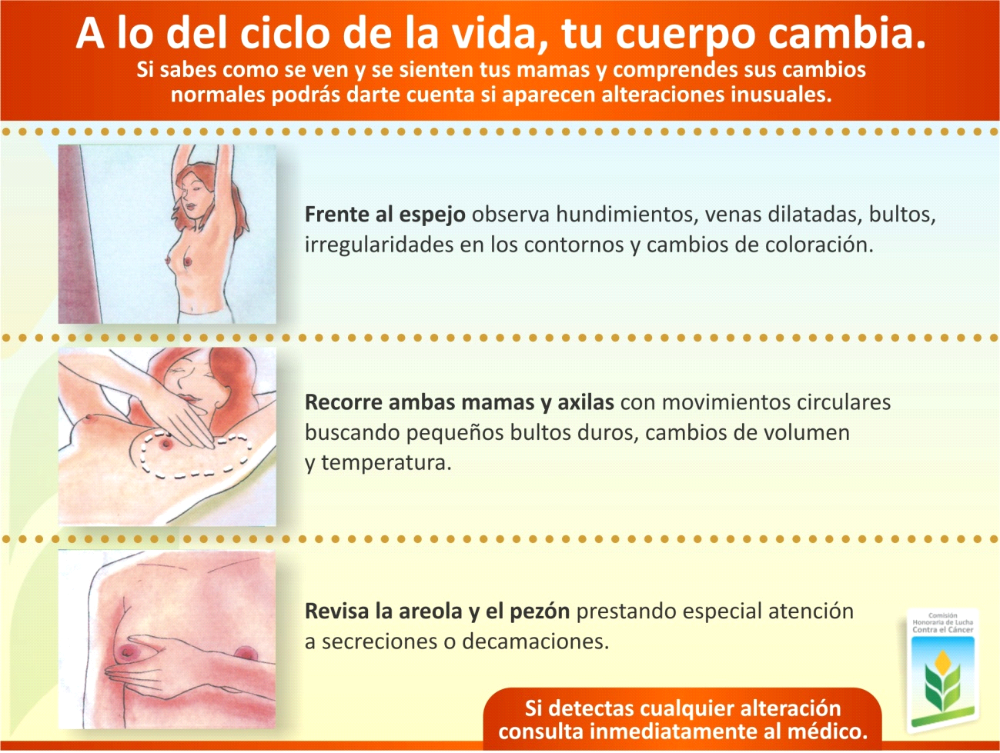 A lo del ciclo de la vida, tu cuerpo cambia.
Si sabes como se ven y se sienten tus mamas y comprendes sus cambios
normales podrás darte cuenta si aparecen alteraciones inusuales.
Frente al espejo observa hundimientos, venas dilatadas, bultos,
irregularidades en los contornos y cambios de coloración.
Recorre ambas mamas y axilas con movimientos circulares
buscando pequeños bultos duros, cambios de volumen
y temperatura.
Revisa la areola y el pezón prestando especial atención
a secreciones o decamaciones.
Comisión
Honoraria de Lucha
Contra el Cáncer
Si detectas cualquier alteración
consulta inmediatamente al médico.